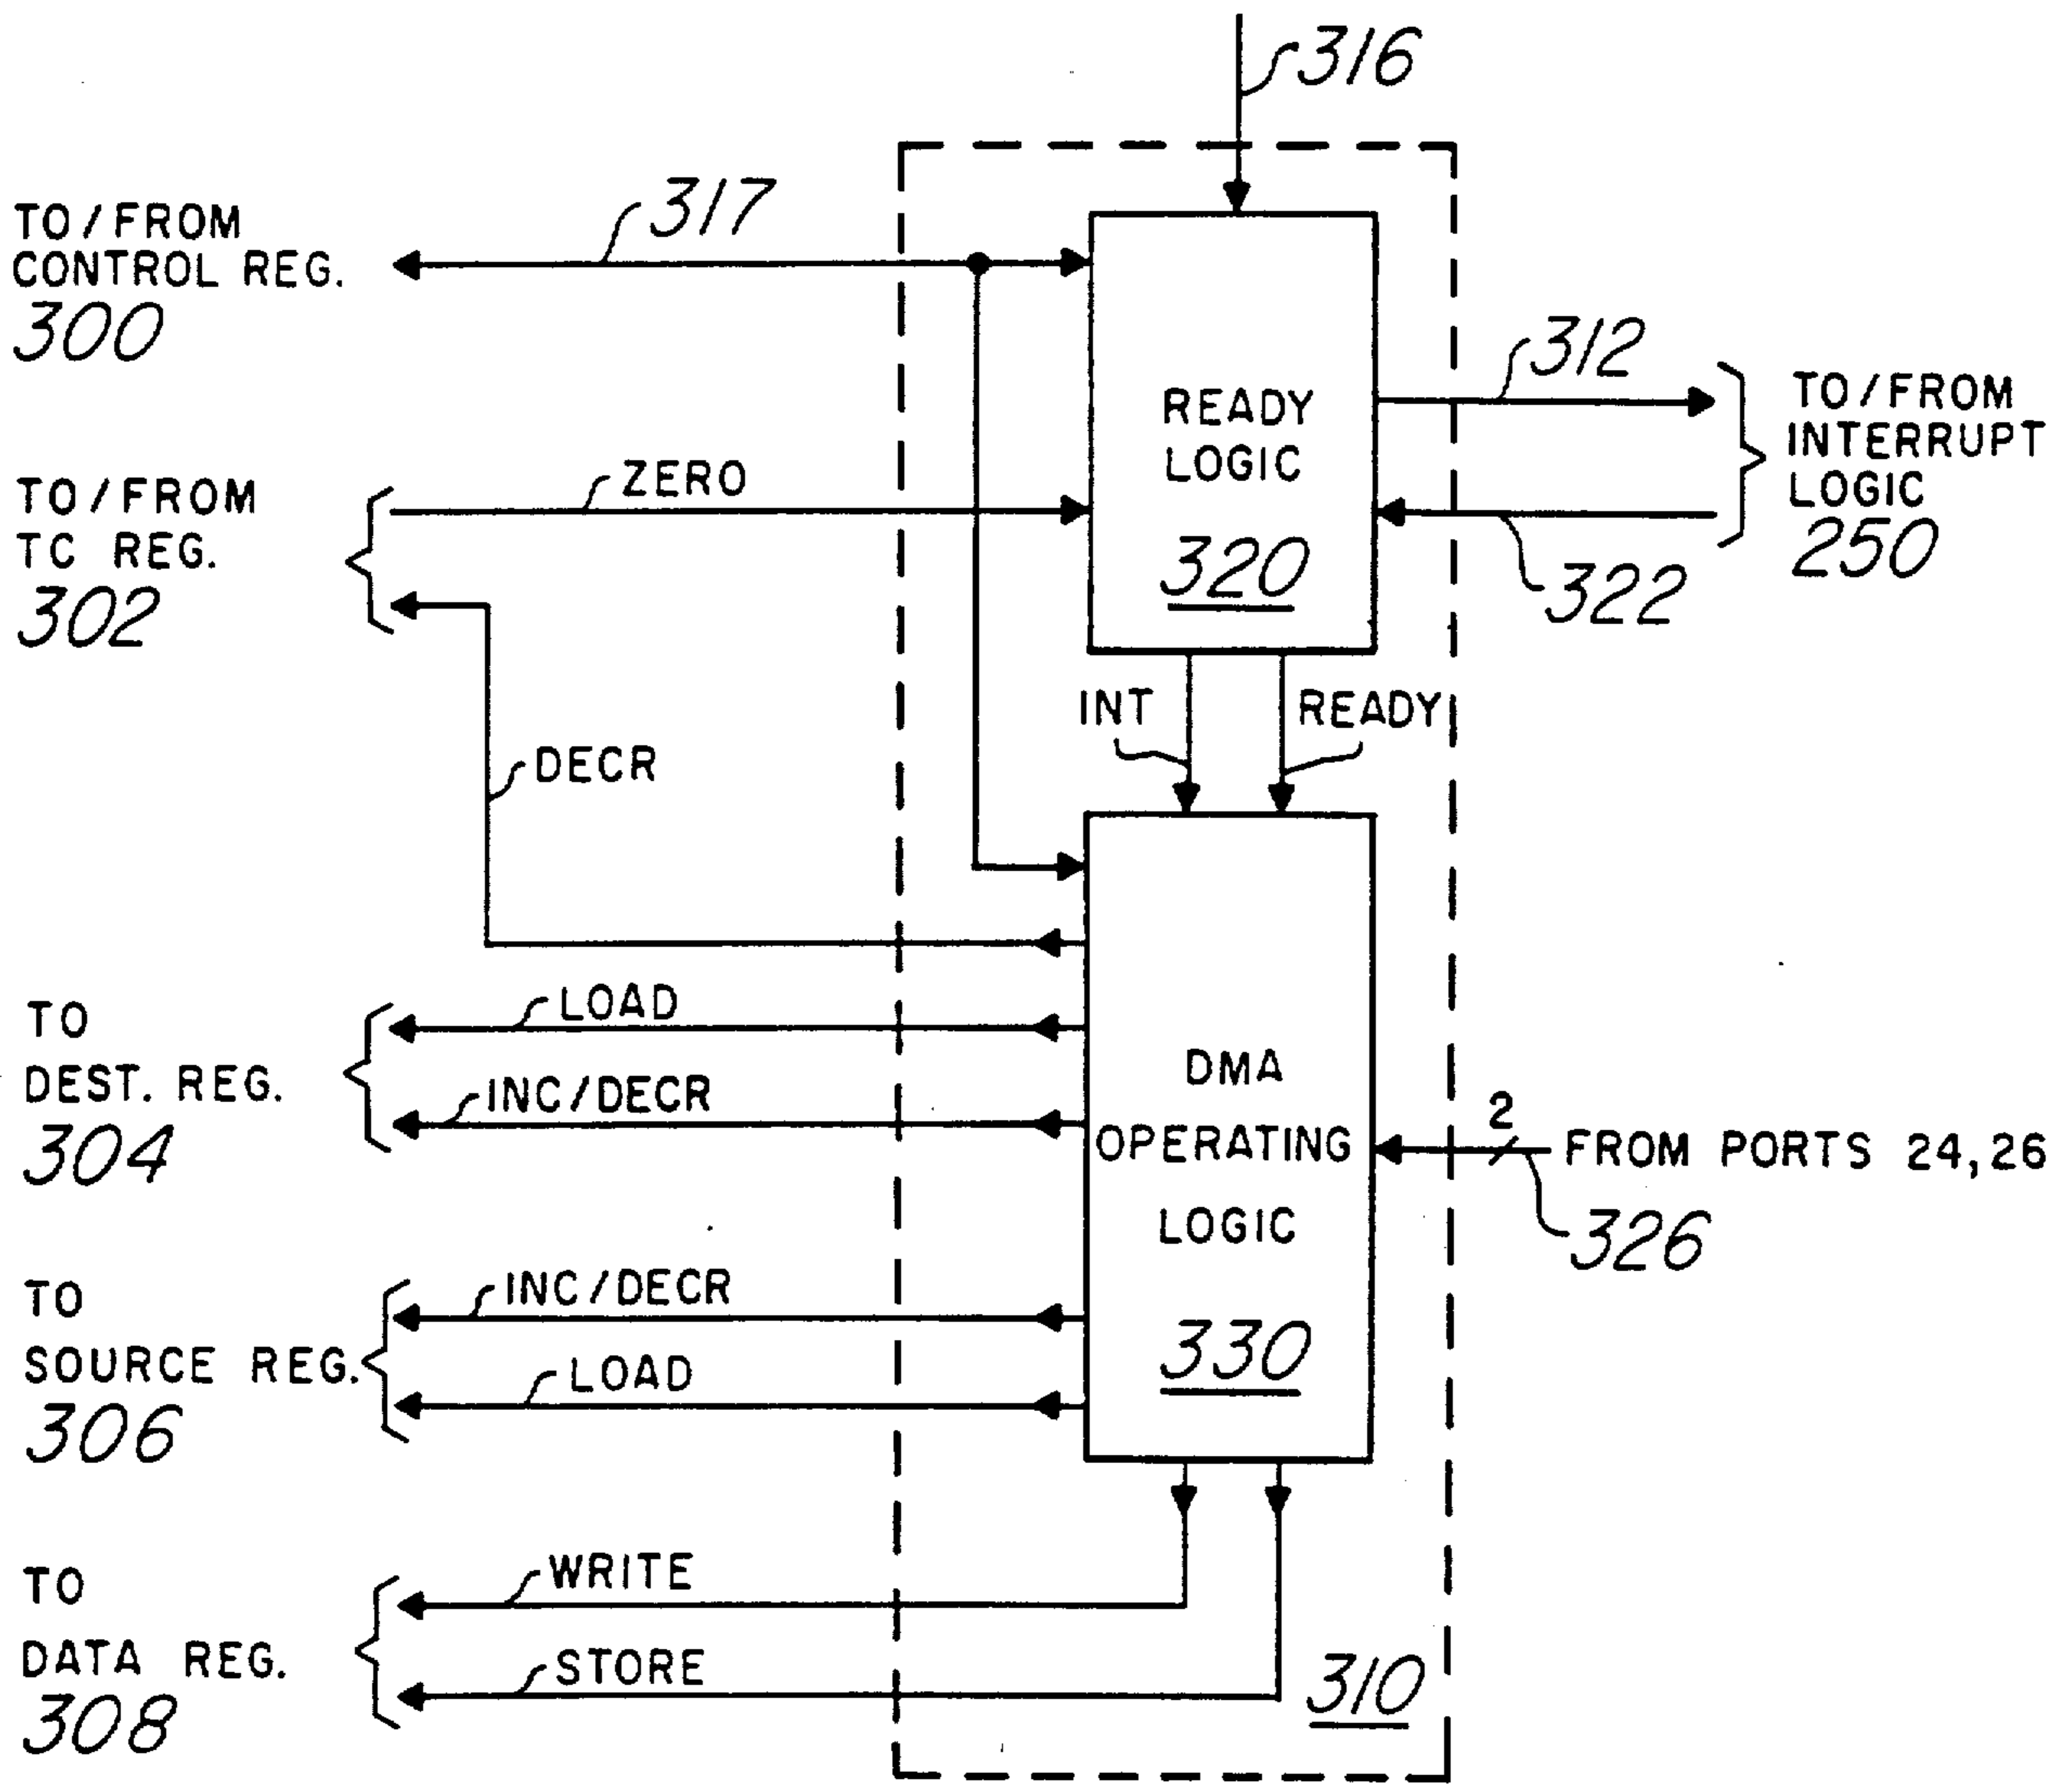 316
317
TO/FROM
CONTROL REG.
300
312
TO/FROM
INTERRUPT
LOGIC
250
READY
LOGIC
320
ZERO
TO/FROM
TC REG.
302
322
INT
READY
DECR
TO
DEST. REG.
304
LOAD
INC/DECR
DMA
OPERATING
LOGIC
330
2
FROM PORTS 24,26
326
TO
SOURCE REG.
306
INC/DECR
LOAD
TO
DATA REG.
308
WRITE
STORE
310